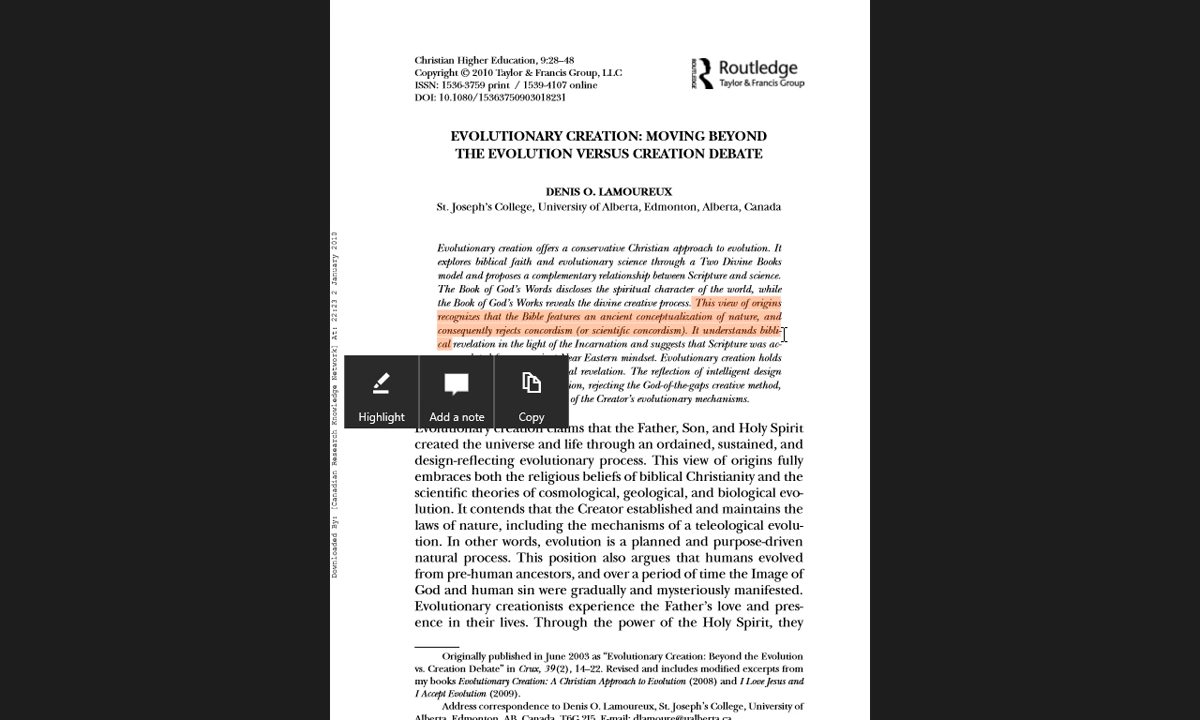 Christian Higher Education, 9:28–48
Copyright © 2010 Taylor & Francis Group, LLC
ISSN: 1536-3759 print / 1539-4107 online
DOI: 10.1080/15363750903018231
ROUTLEDGE
Routledge
Taylor & Francis Group
EVOLUTIONARY CREATION: MOVING BEYOND
THE EVOLUTION VERSUS CREATION DEBATE
DENIS O. LAMOUREUX
St. Joseph's College, University of Alberta, Edmonton, Alberta, Canada
Evolutionary creation offers a conservative Christian approach to evolution. It
explores biblical faith and evolutionary science through a Two Divine Books
model and proposes a complementary relationship between Scripture and science.
The Book of God's Words discloses the spiritual character of the world, while
the Book of God's Works reveals the divine creative process. This view of origins
recognizes that the Bible features an ancient conceptualization of nature, and
consequently rejects concordism (or scientific concordism). It understands bibli-
cal revelation in the light of the Incarnation and suggests that Scripture was ac-
Near Eastern mindset. Evolutionary creation holds
al revelation. The reflection of intelligent design
ion, rejecting the God-of-the-gaps creative method,
of the Creator's evolutionary mechanisms.
Highlight
Add a note
Copy
Evolutionary creation claims that the Father, Son, and Holy Spirit
created the universe and life through an ordained, sustained, and
design-reflecting evolutionary process. This view of origins fully
embraces both the religious beliefs of biblical Christianity and the
scientific theories of cosmological, geological, and biological evo-
lution. It contends that the Creator established and maintains the
laws of nature, including the mechanisms of a teleological evolu-
tion. In other words, evolution is a planned and purpose-driven
natural process. This position also argues that humans evolved
from pre-human ancestors, and over a period of time the Image of
God and human sin were gradually and mysteriously manifested.
Evolutionary creationists experience the Father's love and pres-
ence in their lives. Through the power of the Holy Spirit, they
Originally published in June 2003 as "Evolutionary Creation: Beyond the Evolution
vs. Creation Debate" in Crux, 39(2), 14–22. Revised and includes modified excerpts from
my books Evolutionary Creation: A Christian Approach to Evolution (2008) and I Love Jesus and
I Accept Evolution (2009).
Address correspondence to Denis O. Lamoureux, St. Joseph's College, University of
Alberta, Edmonton, AB, Canada, T6G 2J5. E-mail: dlamoure@ualberta.ca
Downloaded By: [Canadian Research Knowledge Network] At: 22:23 2 January 2010